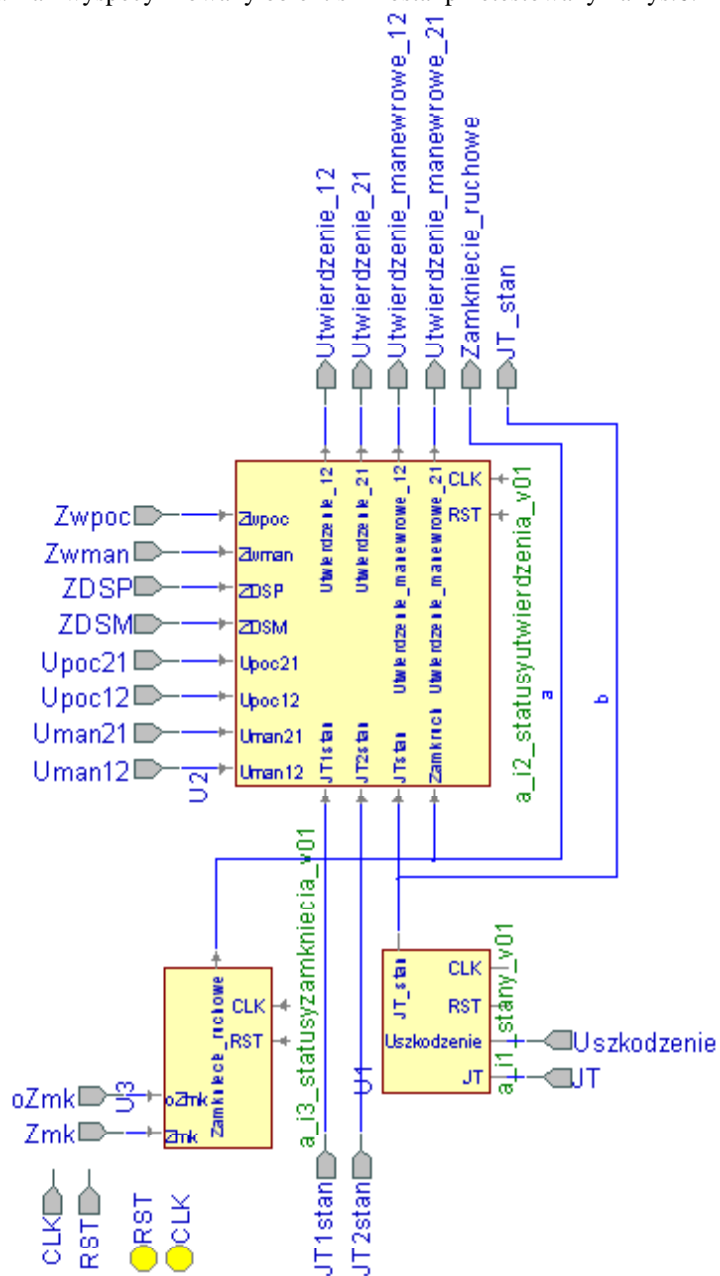 Utwierdzenie_12
Utwierdzenie_21
Utwierdzenie_manewrowe_12
Utwierdzenie_manewrowe_21
Zamkniecie_ruchowe
JT_stan
Zwpoc
Zwman
ZDSP
ZDSM
Upoc21
Upoc12
Uman21
Uman12
U2
Zwpoc
Zwman
ZDSP
ZDSM
Upoc21
Upoc12
Uman21
Uman12
Utwierdzenie_12
Utwierdzenie_21
Utwierdzenie_manewrowe_12
Utwierdzenie_manewrowe_21
JT1stan
JT2stan
JTstan
Zamkruch
CLK
RST
a_i2_statusyutwierdzenia_v01
a
b
oZmk
Zmk
U3
oZmk
Zmk
Zamkniecie_ruchowe
CLK
RST
a_i3_statusyzamkniecia_v01
JT_stan
CLK
RST
Uszkodzenie
JT
U1
a_i1_stany_v01
Uszkodzenie
JT
JT1stan
JT2stan
CLK
RST
RST
CLK